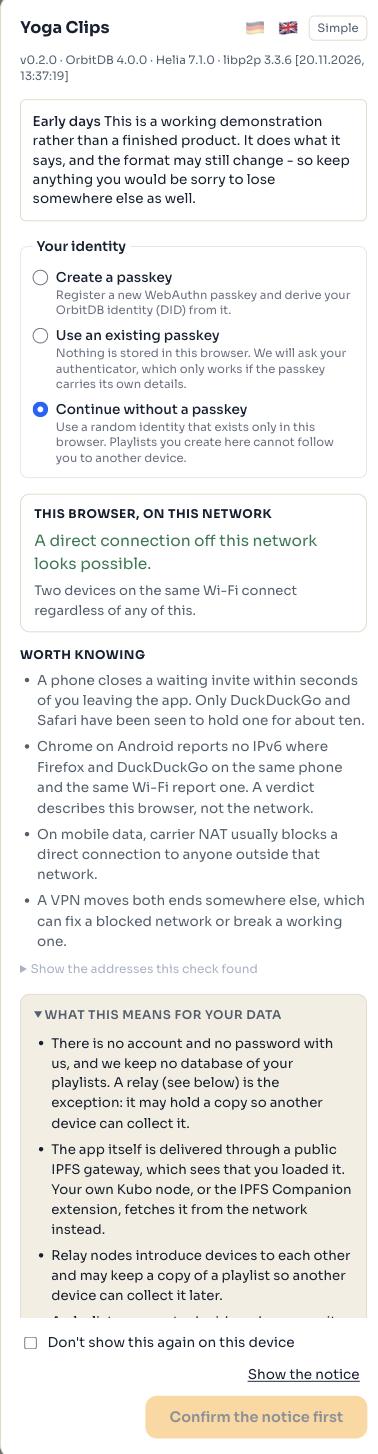 Yoga Clips
Simple
v0.2.0 · OrbitDB 4.0.0 · Helia 7.1.0 · libp2p 3.3.6 [20.11.2026,
13:37:19]
Early days This is a working demonstration
rather than a finished product. It does what it
says, and the format may still change – so keep
anything you would be sorry to lose
somewhere else as well.
Your identity
Create a passkey
Register a new WebAuthn passkey and derive your
OrbitDB identity (DID) from it.
Use an existing passkey
Nothing is stored in this browser. We will ask your
authenticator, which only works if the passkey
carries its own details.
Continue without a passkey
Use a random identity that exists only in this
browser. Playlists you create here cannot follow
you to another device.
THIS BROWSER, ON THIS NETWORK
A direct connection off this network
looks possible.
Two devices on the same Wi-Fi connect
regardless of any of this.
WORTH KNOWING
• A phone closes a waiting invite within seconds
of you leaving the app. Only DuckDuckGo and
Safari have been seen to hold one for about ten.
• Chrome on Android reports no IPv6 where
Firefox and DuckDuckGo on the same phone
and the same Wi-Fi report one. A verdict
describes this browser, not the network.
• On mobile data, carrier NAT usually blocks a
direct connection to anyone outside that
network.
• A VPN moves both ends somewhere else, which
can fix a blocked network or break a working
one.
▶ Show the addresses this check found
▼ WHAT THIS MEANS FOR YOUR DATA
• There is no account and no password with
us, and we keep no database of your
playlists. A relay (see below) is the
exception: it may hold a copy so another
device can collect it.
• The app itself is delivered through a public
IPFS gateway, which sees that you loaded it.
Your own Kubo node, or the IPFS Companion
extension, fetches it from the network
instead.
• Relay nodes introduce devices to each other
and may keep a copy of a playlist so another
device can collect it later.
Don't show this again on this device
Show the notice
Confirm the notice first